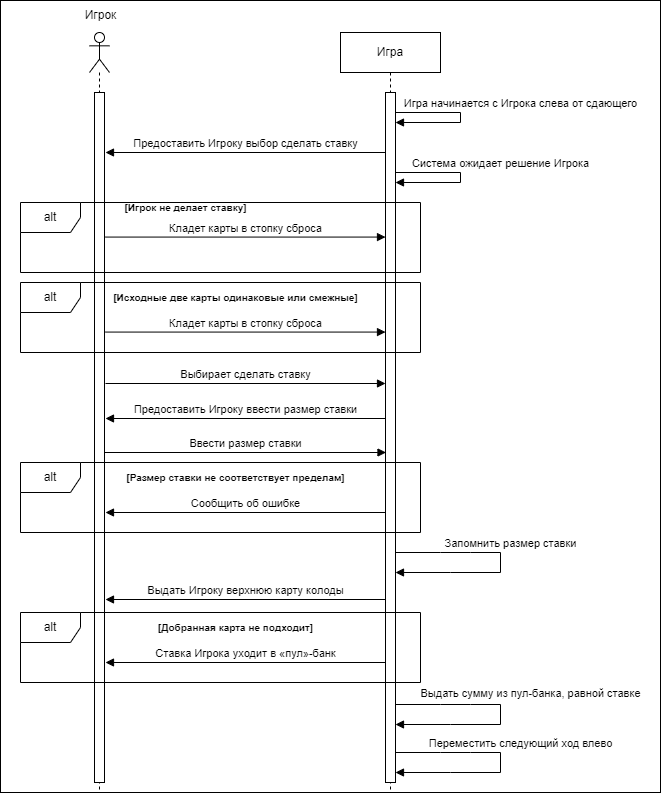 Игрок
Игра
Игра начинается с Игрока слева от сдающего
Предоставить Игроку выбор сделать ставку
Система ожидает решение Игрока
alt
[Игрок не делает ставку]
Кладет карты в стопку сброса
alt
[Исходные две карты одинаковые или смежные]
Кладет карты в стопку сброса
Выбирает сделать ставку
Предоставить Игроку ввести размер ставки
Ввести размер ставки
alt
[Размер ставки не соответствует пределам]
Сообщить об ошибке
Запомнить размер ставки
Выдать Игроку верхнюю карту колоды
alt
[Добранная карта не подходит]
Ставка Игрока уходит в «пул»-банк
Выдать сумму из пул-банка, равной ставке
Переместить следующий ход влево